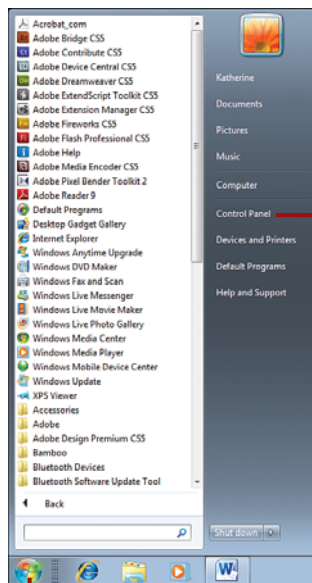 Acrobat_com
Adobe Bridge CS5
Adobe Contribute CS5
Adobe Device Central CS5
Adobe Dreamweaver CS5
Adobe ExtendScript Toolkit CS5
Adobe Extension Manager CS5
Adobe Fireworks CS5
Adobe Flash Professional CS5
Adobe Help
Adobe Media Encoder CS5
Adobe Pixel Bender Toolkit 2
Adobe Reader 9
Default Programs
Desktop Gadget Gallery
Internet Explorer
Windows Anytime Upgrade
Windows DVD Maker
Windows Fax and Scan
Windows Live Messenger
Windows Live Movie Maker
Windows Live Photo Gallery
Windows Media Center
Windows Media Player
Windows Mobile Device Center
Windows Update
XPS Viewer
Accessories
Adobe
Adobe Design Premium CS5
Bamboo
Bluetooth Devices
Bluetooth Software Update Tool
Back
Katherine
Documents
Pictures
Music
Computer
Control Panel
Devices and Printers
Default Programs
Help and Support
Shut down